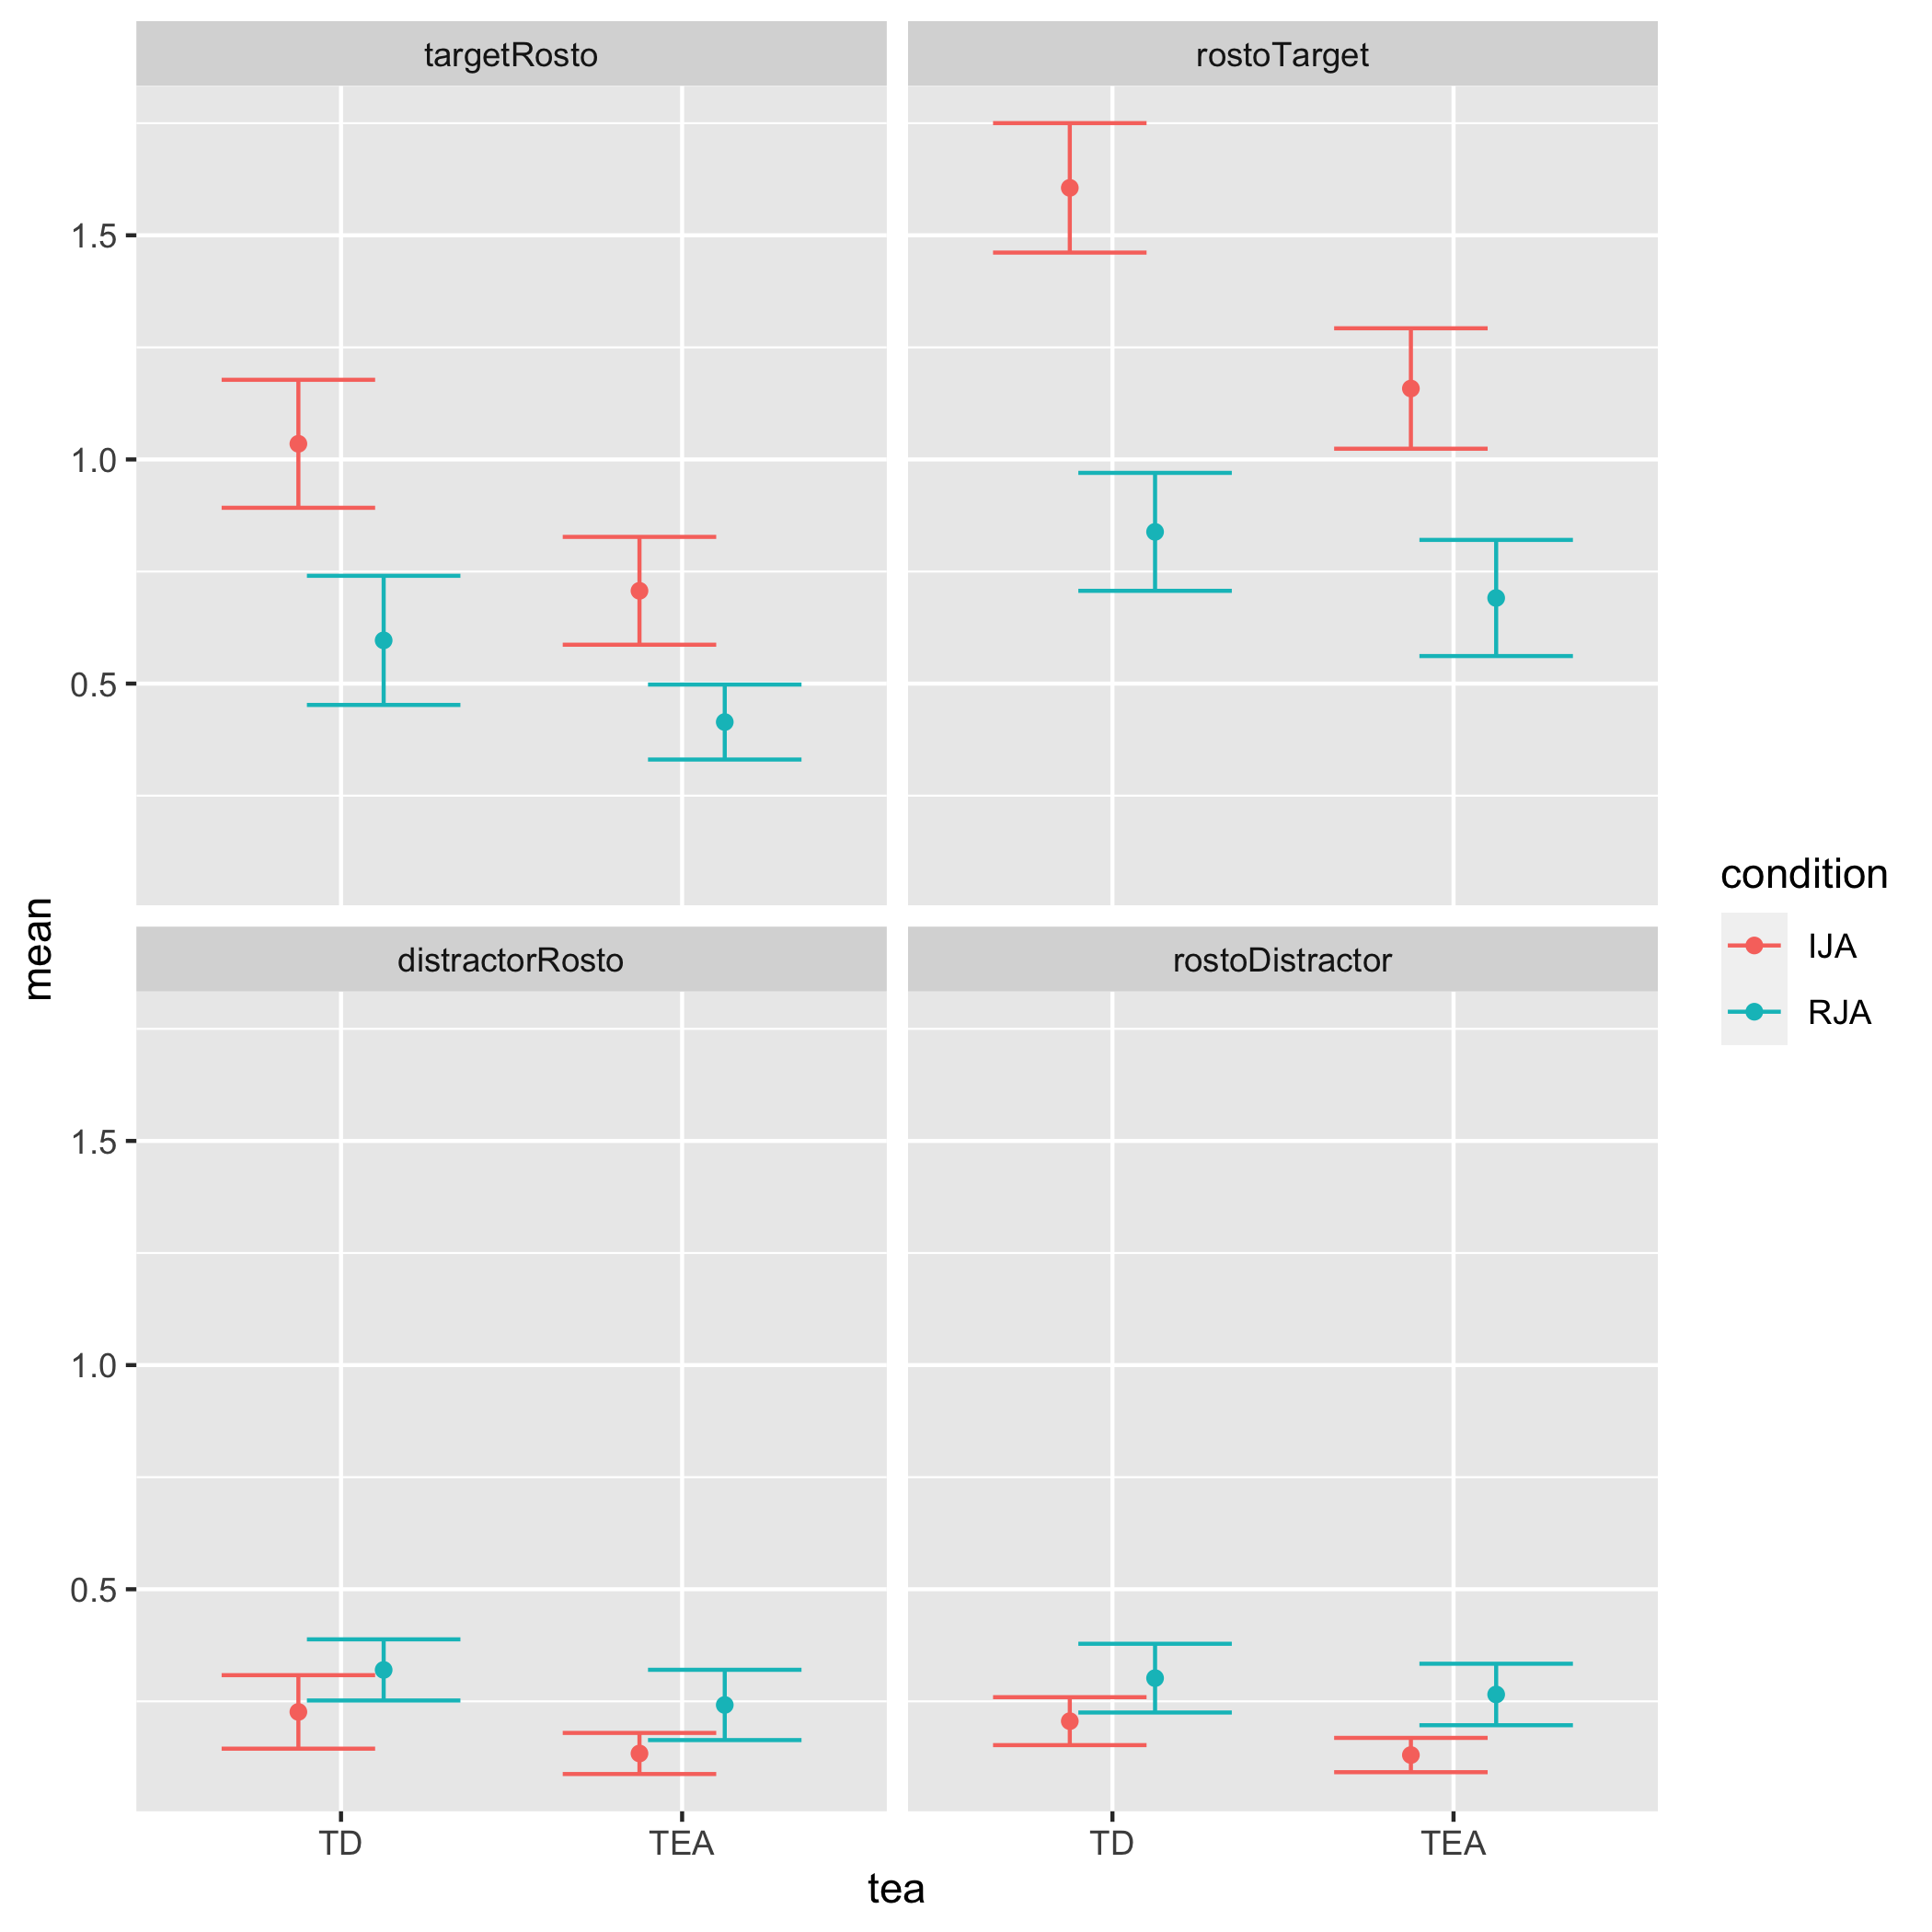 targetRosto
rostoTarget
1.5
1.0
0.5
distractorRosto
rostoDistractor
1.5
1.0
0.5
TD
TEA
TD
TEA
tea
mean
condition
IJA
RJA